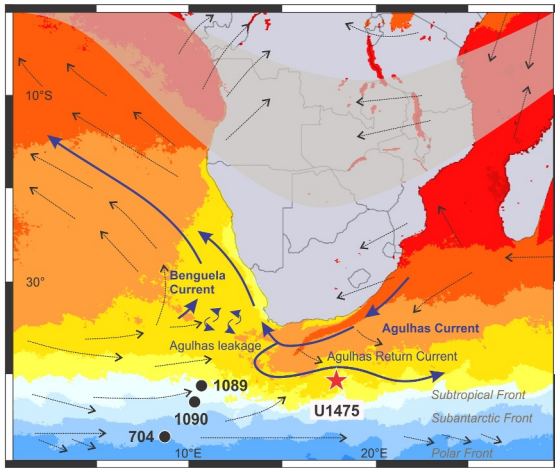 10°S
30°
Benguela
Current
Agulhas Current
Agulhas leakage
Agulhas Return Current
1089
U1475
Subtropical Front
1090
Subantarctic Front
704
Polar Front
10°E
20°E